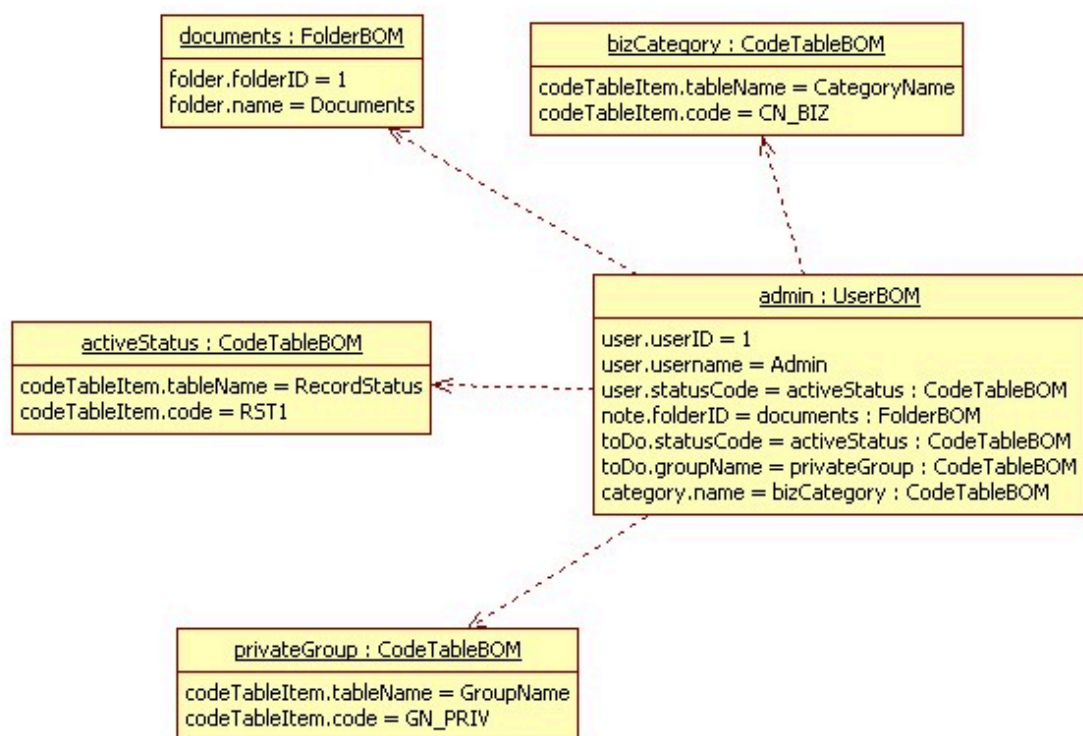 documents : FolderBOM
folder.folderID = 1
folder.name = Documents
bizCategory : CodeTableBOM
codeTableItem.tableName = CategoryName
codeTableItem.code = CN_BIZ
admin : UserBOM
user.userID = 1
user.username = Admin
user.statusCode = activeStatus : CodeTableBOM
note.folderID = documents : FolderBOM
toDo.statusCode = activeStatus : CodeTableBOM
toDo.groupName = privateGroup : CodeTableBOM
category.name = bizCategory : CodeTableBOM
activeStatus : CodeTableBOM
codeTableItem.tableName = RecordStatus
codeTableItem.code = RST1
privateGroup : CodeTableBOM
codeTableItem.tableName = GroupName
codeTableItem.code = GN_PRIV